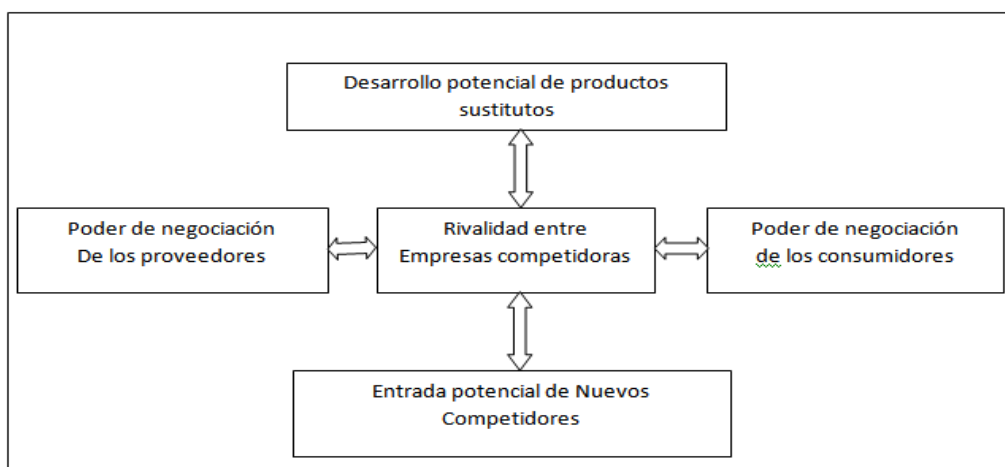 Desarrollo potencial de productos
sustitutos
Poder de negociación
De los proveedores
Rivalidad entre
Empresas competidoras
Poder de negociación
de los consumidores
Entrada potencial de Nuevos
Competidores